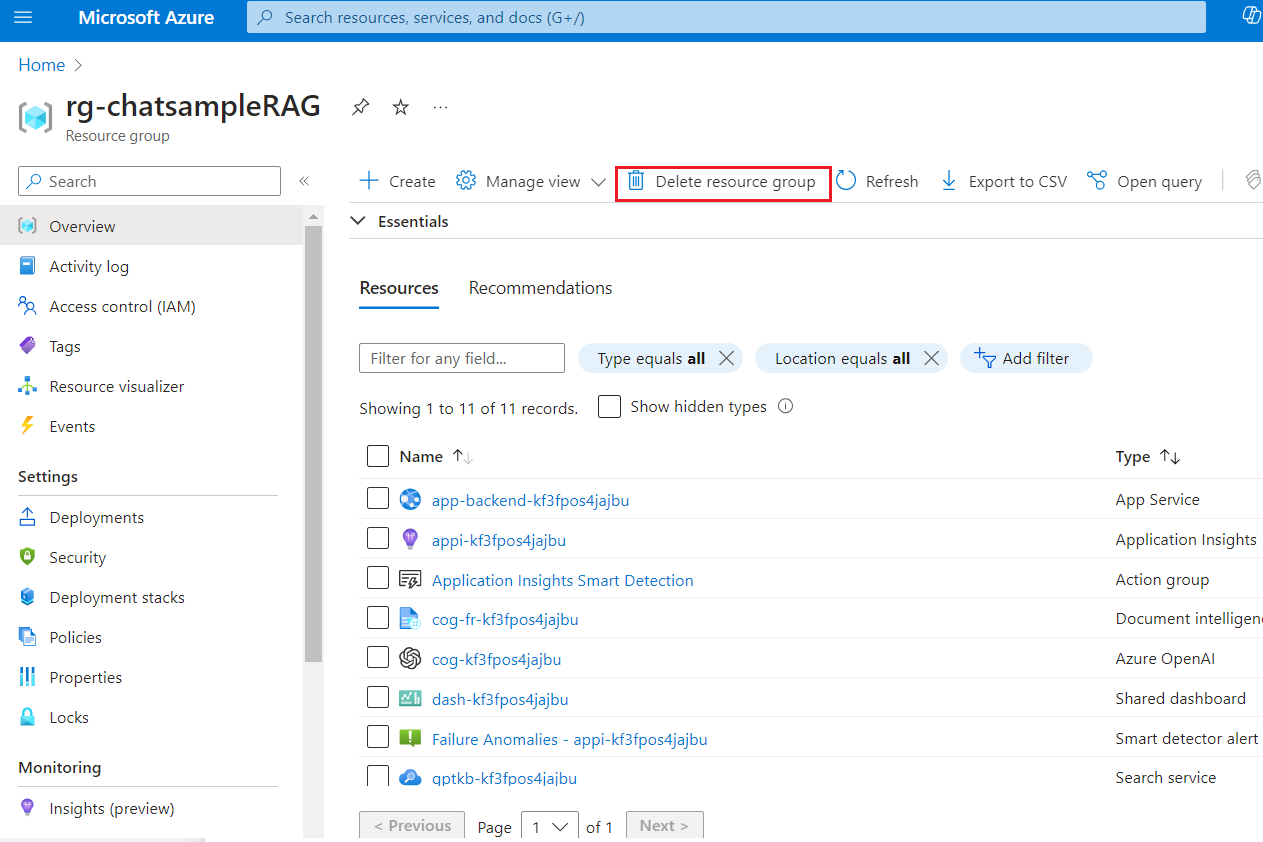 Microsoft Azure
Search resources, services, and docs (G+/)
Home
rg-chatsampleRAG
Resource group
Search
Create
Manage view
Delete resource group
Refresh
Export to CSV
Open query
Overview
Activity log
Access control (IAM)
Tags
Resource visualizer
Events
Settings
Deployments
Security
Deployment stacks
Policies
Properties
Locks
Monitoring
Insights (preview)
Essentials
Resources Recommendations
Filter for any field...
Type equals all
Location equals all
Add filter
Showing 1 to 11 of 11 records.
Show hidden types
Name Type
app-backend-kf3fpos4jajbu App Service
appi-kf3fpos4jajbu Application Insights
Application Insights Smart Detection Action group
cog-fr-kf3fpos4jajbu Document intelligen
cog-kf3fpos4jajbu Azure OpenAI
dash-kf3fpos4jajbu Shared dashboard
Failure Anomalies - appi-kf3fpos4jajbu Smart detector alert
gptkb-kf3fpos4jajbu Search service
< Previous Page 1 of 1 Next >